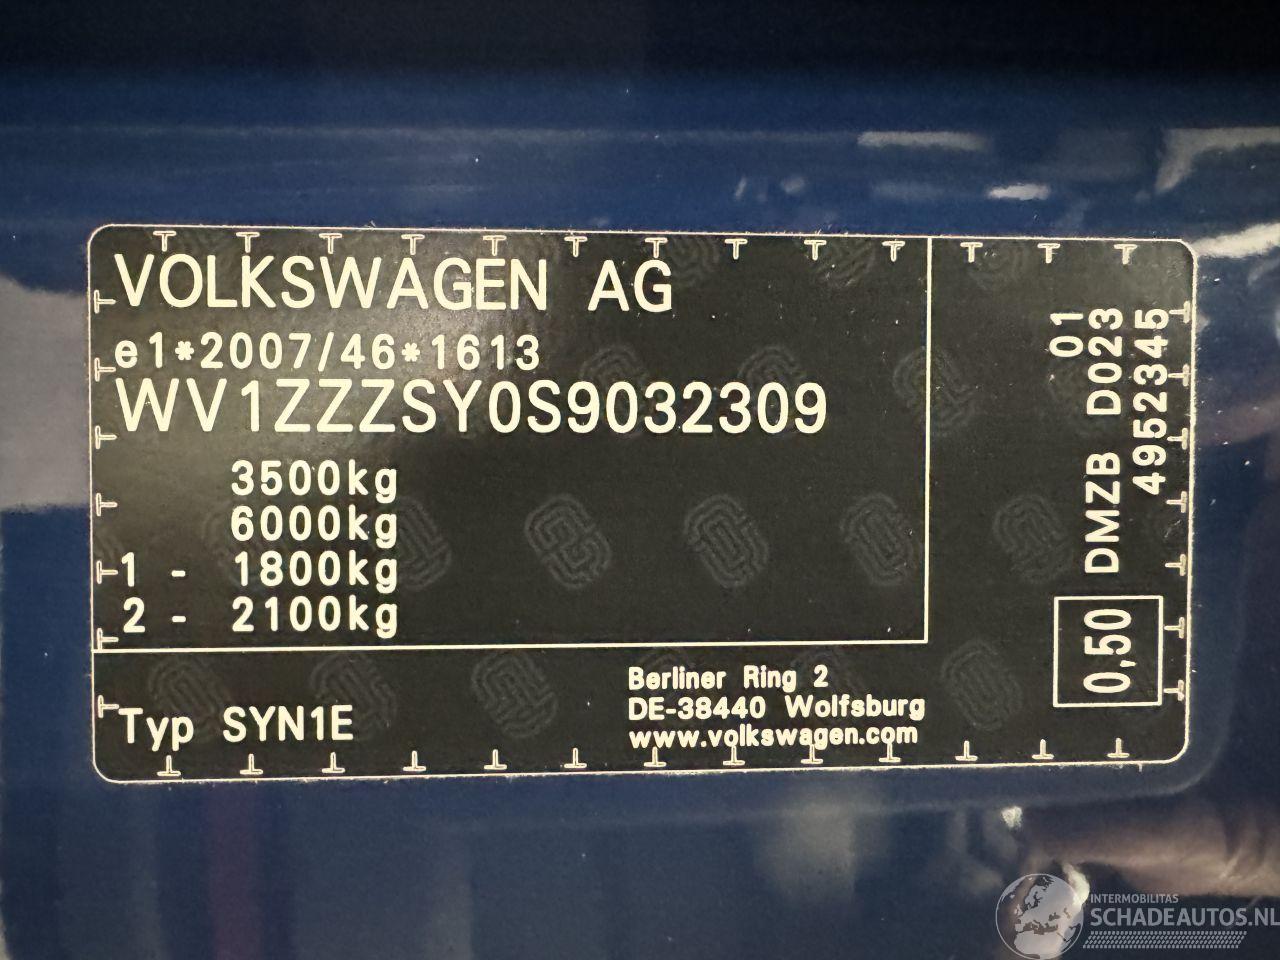 VOLKSWAGEN AG
e1*2007/46*1613
WV1ZZZSY0S9032309
3500kg
6000kg
1 - 1800kg
2 - 2100kg
Typ SYN1E
Berliner Ring 2
DE-38440 Wolfsburg
www.volkswagen.com
01
DMZB D023
4952345
0,50
INTERMOBILITAS
SCHADEAUTOS.NL